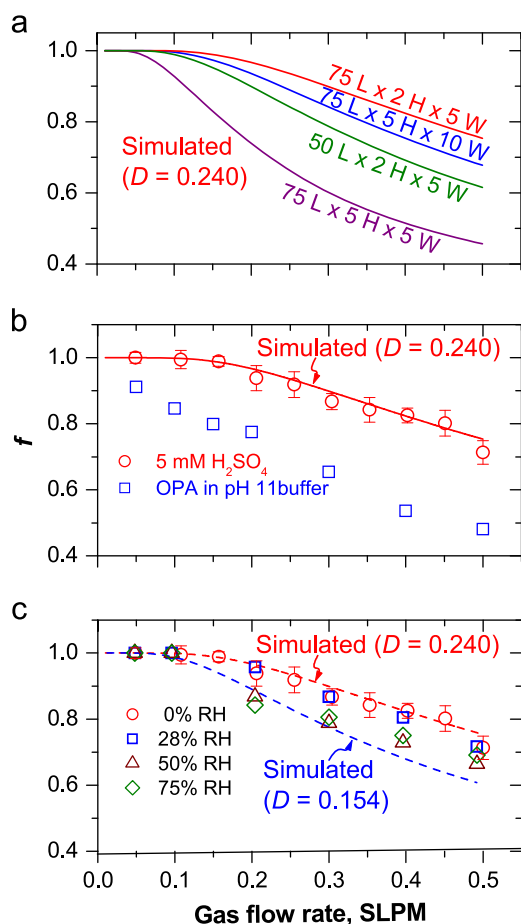 a
1.0
0.8
0.6
0.4
75 L x 2 H x 5 W
75 L x 5 H x 10 W
50 L x 2 H x 5 W
75 L x 5 H x 5 W
Simulated
(D = 0.240)
b
1.0
0.8
0.6
0.4
f
Simulated (D = 0.240)
5 mM H₂SO₄
OPA in pH 11buffer
c
1.0
0.8
0.6
0.4
Simulated (D = 0.240)
0% RH
28% RH
50% RH
75% RH
Simulated
(D = 0.154)
0.0 0.1 0.2 0.3 0.4 0.5
Gas flow rate, SLPM